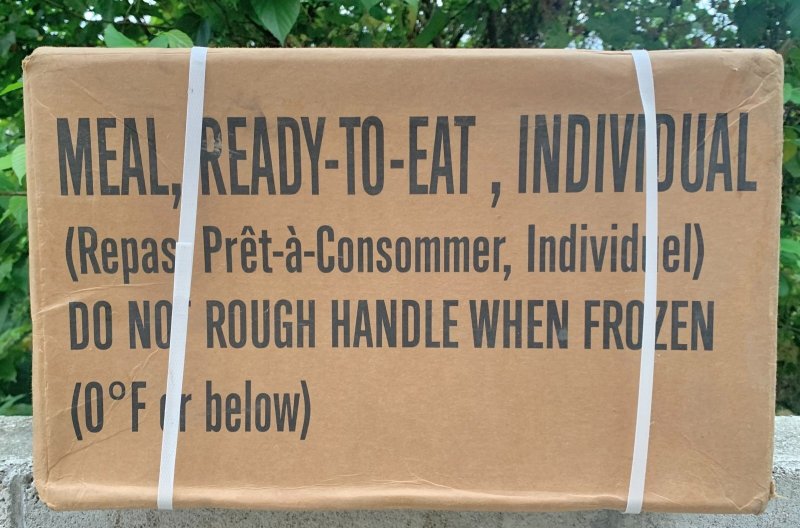 MEAL, READY-TO-EAT , INDIVIDUAL
(Repas, Prêt-à-Consommer, Individuel)
DO NOT ROUGH HANDLE WHEN FROZEN
(0°F or below)